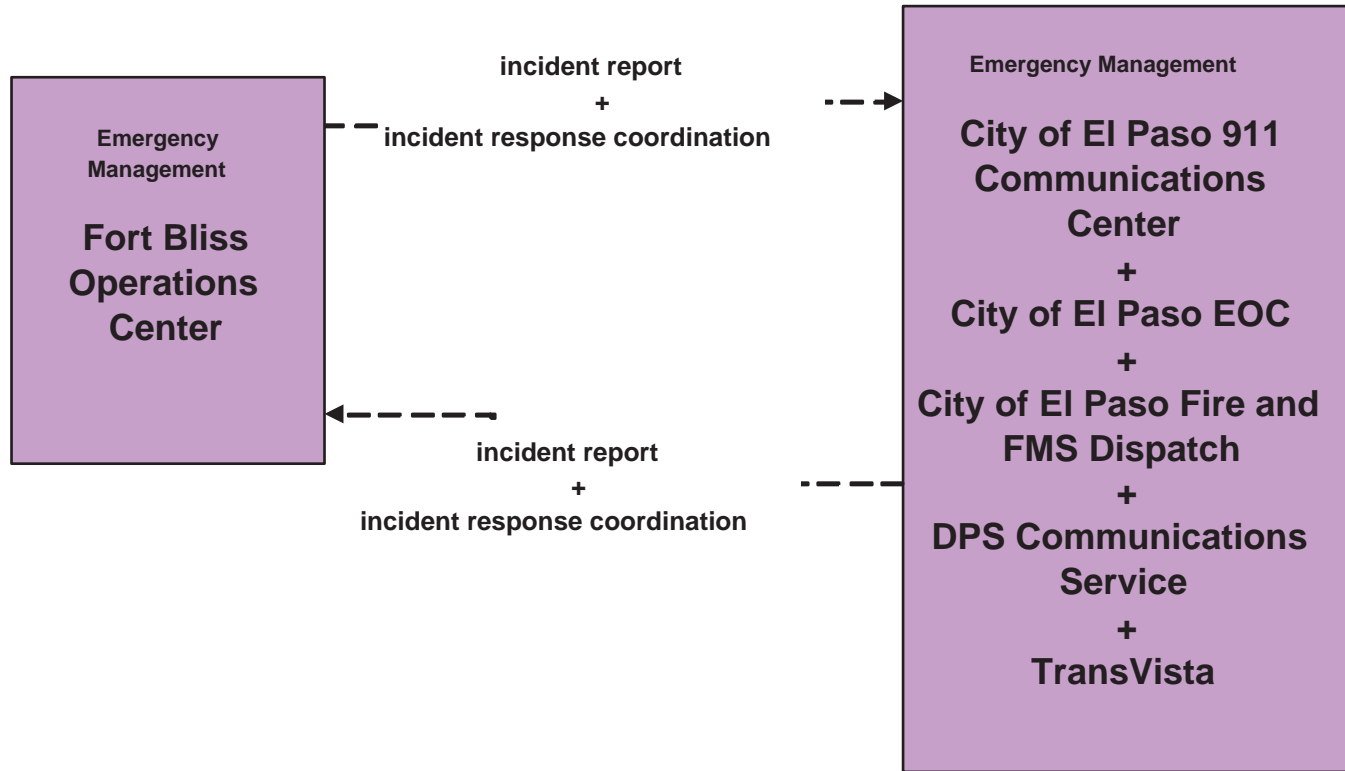 Emergency
Management
Fort Bliss
Operations
Center
incident report
+
incident response coordination
incident report
+
incident response coordination
Emergency Management
City of El Paso 911
Communications
Center
+
City of El Paso EOC
+
City of El Paso Fire and
FMS Dispatch
+
DPS Communications
Service
+
TransVista